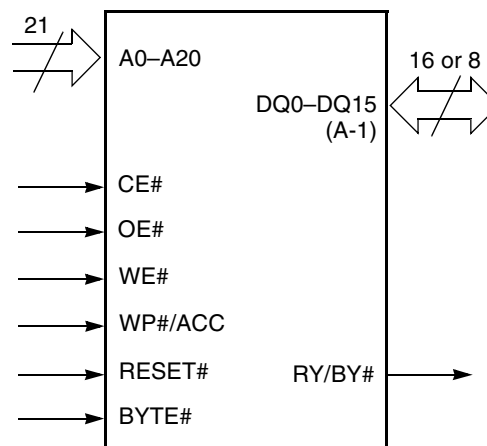 21
A0–A20
16 or 8
DQ0–DQ15
(A-1)
CE#
OE#
WE#
WP#/ACC
RESET#
RY/BY#
BYTE#